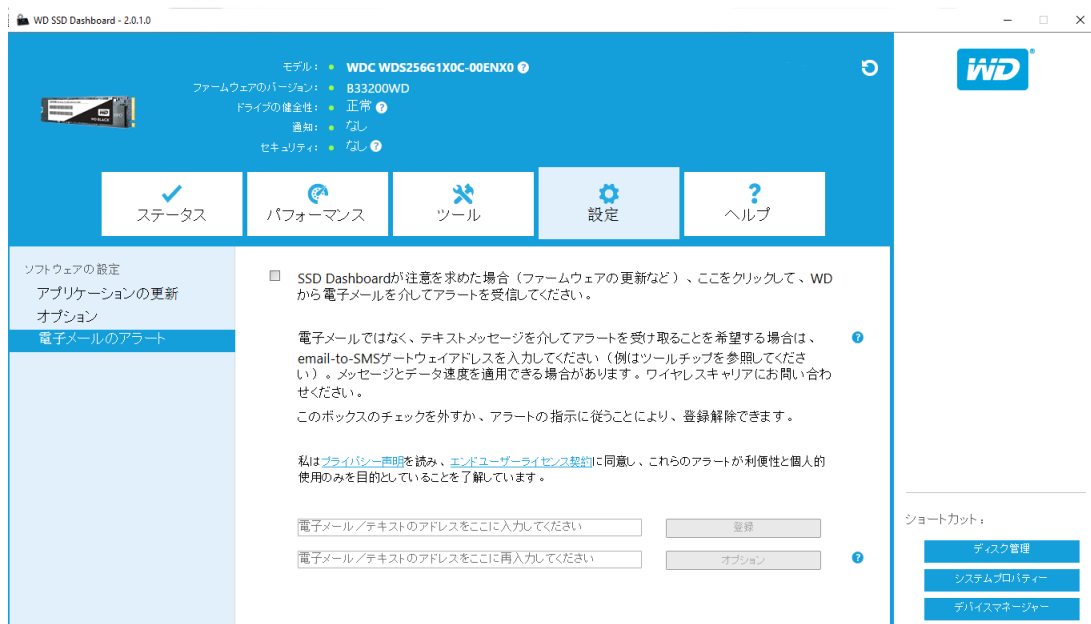 WD SSD Dashboard - 2.0.1.0
モデル： WDC WDS256G1X0C-00ENX0
ファームウェアのバージョン： B33200WD
ドライブの健全性： 正常
通知： なし
セキュリティ： なし
WD
ステータス
パフォーマンス
ツール
設定
ヘルプ
ソフトウェアの設定
アプリケーションの更新
オプション
電子メールのアラート
SSD Dashboardが注意を求めた場合（ファームウェアの更新など）、ここをクリックして、WD
から電子メールを介してアラートを受信してください。
電子メールではなく、テキストメッセージを介してアラートを受け取ることを希望する場合は、
email-to-SMSゲートウェイアドレスを入力してください（例はツールチップを参照してくださ
い）。メッセージとデータ速度を適用できる場合があります。ワイヤレスキャリアにお問い合わ
せください。
このボックスのチェックを外すか、アラートの指示に従うことにより、登録解除できます。
私はプライバシー声明を読み、エンドユーザーライセンス契約に同意し、これらのアラートが利便性と個人的
使用のみを目的としていることを了解しています。
電子メール／テキストのアドレスをここに入力してください
登録
電子メール／テキストのアドレスをここに再入力してください
オプション
ショートカット：
ディスク管理
システムプロパティー
デバイスマネージャー